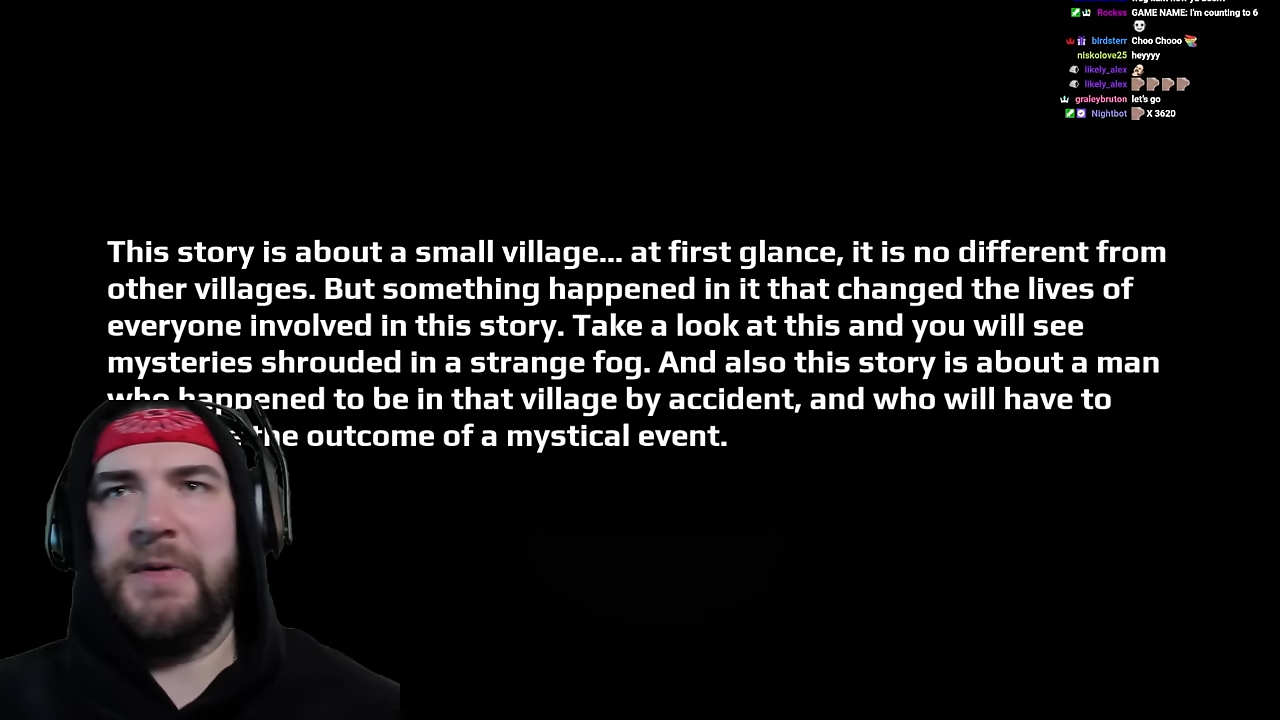 Rockss GAME NAME: I'm counting to 6
birdsterr Choo Chooo
niskolove25 heyyyy
likely_alex
likely_alex
graleybruton let's go
Nightbot X 3620
This story is about a small village... at first glance, it is no different from
other villages. But something happened in it that changed the lives of
everyone involved in this story. Take a look at this and you will see
mysteries shrouded in a strange fog. And also this story is about a man
who happened to be in that village by accident, and who will have to
the outcome of a mystical event.